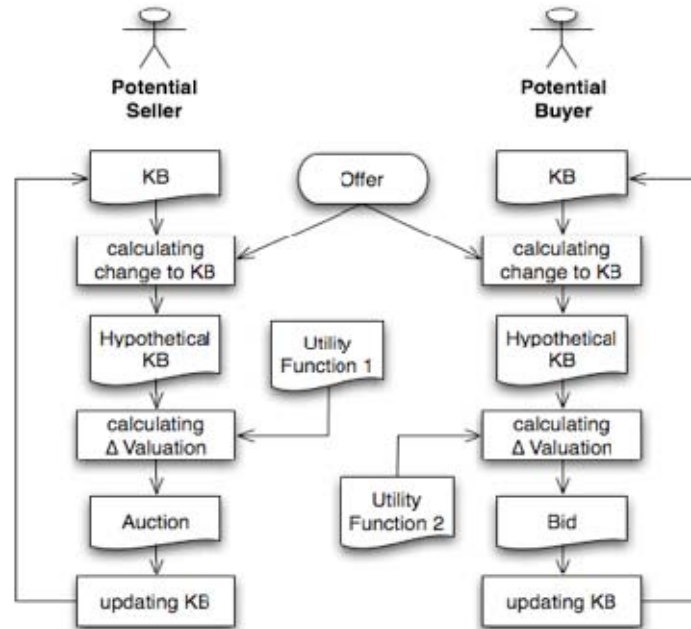 Potential
Seller
Potential
Buyer
KB
Offer
KB
calculating
change to KB
calculating
change to KB
Hypothetical
KB
Utility
Function 1
Hypothetical
KB
calculating
Δ Valuation
calculating
Δ Valuation
Auction
Utility
Function 2
Bid
updating KB
updating KB